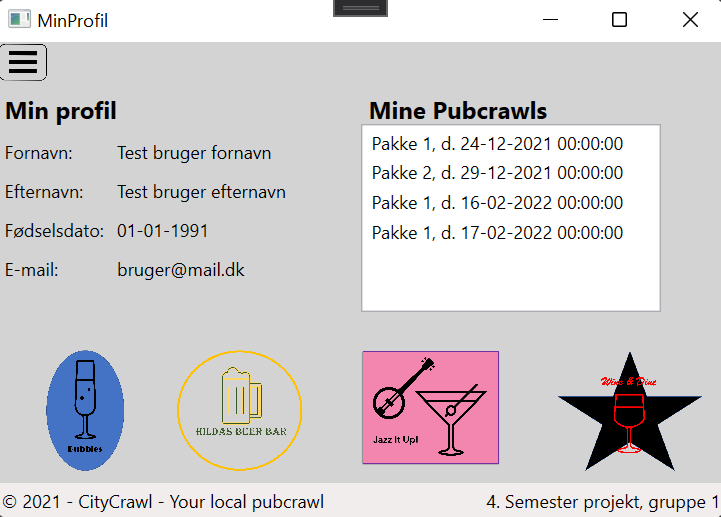 MinProfil
Min profil
Fornavn: Test bruger fornavn
Efternavn: Test bruger efternavn
Fødselsdato: 01-01-1991
E-mail: bruger@mail.dk
Mine Pubcrawls
Pakke 1, d. 24-12-2021 00:00:00
Pakke 2, d. 29-12-2021 00:00:00
Pakke 1, d. 16-02-2022 00:00:00
Pakke 1, d. 17-02-2022 00:00:00
Bubbles
HILDAS BEER BAR
Jazz It Up!
Wine & Dine
© 2021 - CityCrawl - Your local pubcrawl
4. Semester projekt, gruppe 1